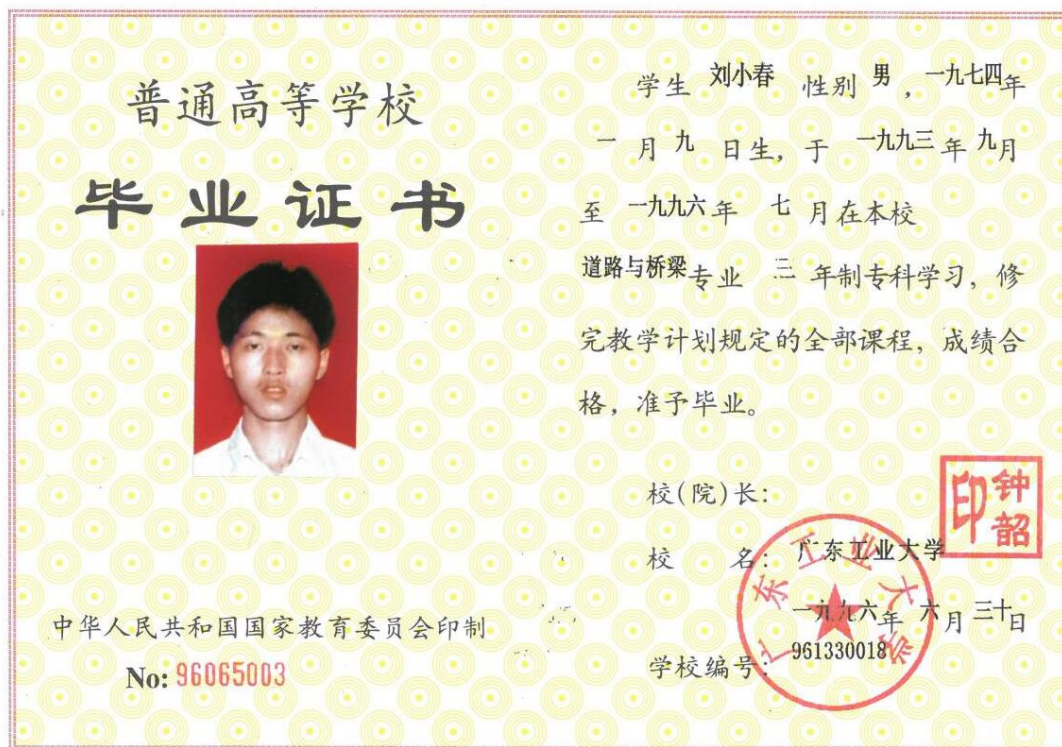 普通高等学校
毕业证书
中华人民共和国国家教育委员会印制
No: 96065003
学生 刘小春 性别 男，一九七四年
一 月 九 日生，于 一九九三 年 九月
至 一九九六 年 七 月在本校
道路与桥梁 专业 三 年制专科学习，修
完教学计划规定的全部课程，成绩合
格，准予毕业。
校(院)长：
钟韶印
校 名： 广东工业大学
一九九六年 六月 三十日
学校编号： 961330018
广东工业大学